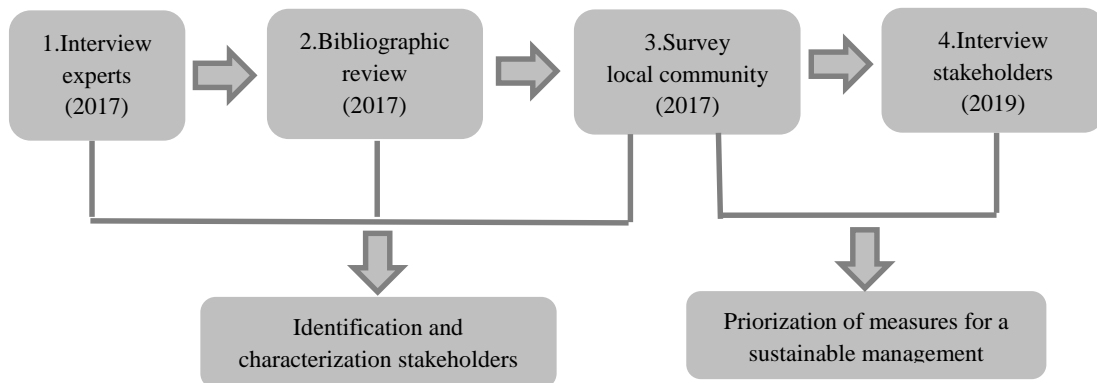 1.Interview
experts
(2017)
2.Bibliographic
review
(2017)
3.Survey
local community
(2017)
4.Interview
stakeholders
(2019)
Identification and
characterization stakeholders
Priorization of measures for a
sustainable management